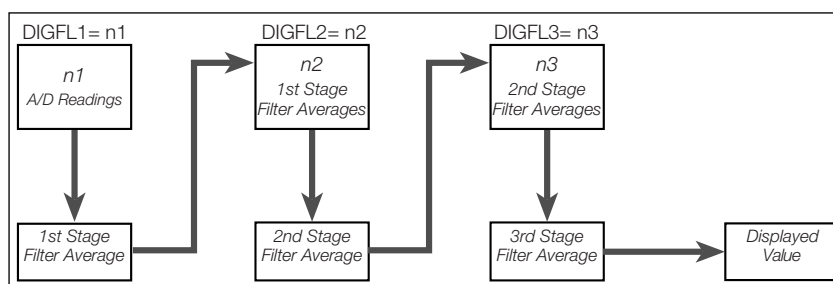 DIGFL1= n1
DIGFL2= n2
DIGFL3= n3
n1
A/D Readings
n2
1st Stage
Filter Averages
n3
2nd Stage
Filter Averages
1st Stage
Filter Average
2nd Stage
Filter Average
3rd Stage
Filter Average
Displayed
Value